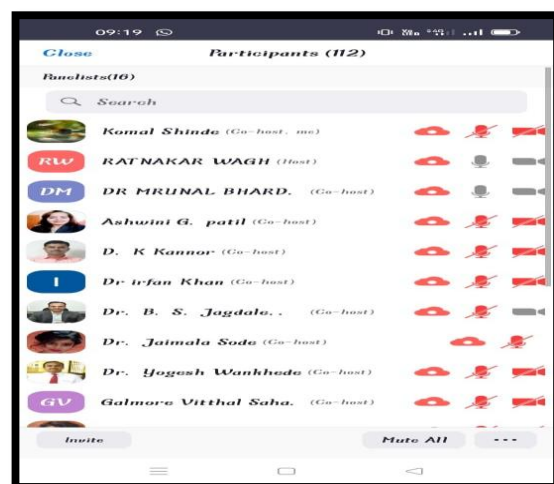 09:19
Close Participants (112)
Panelists(16)
Search
Komal Shinde (Co-host, me)
RW RATNAKAR WAGH (Host)
DM DR MRUNAL BHARD. (Co-host)
Ashwini G. patil (Co-host)
D. K Kannor (Co-host)
I Dr irfan Khan (Co-host)
Dr. B. S. Jagdale.. (Co-host)
Dr. Jaimala Sode (Co-host)
Dr. Yogesh Wankhede (Co-host)
GV Galmore Vitthal Saha. (Co-host)
Invite Mute All ...